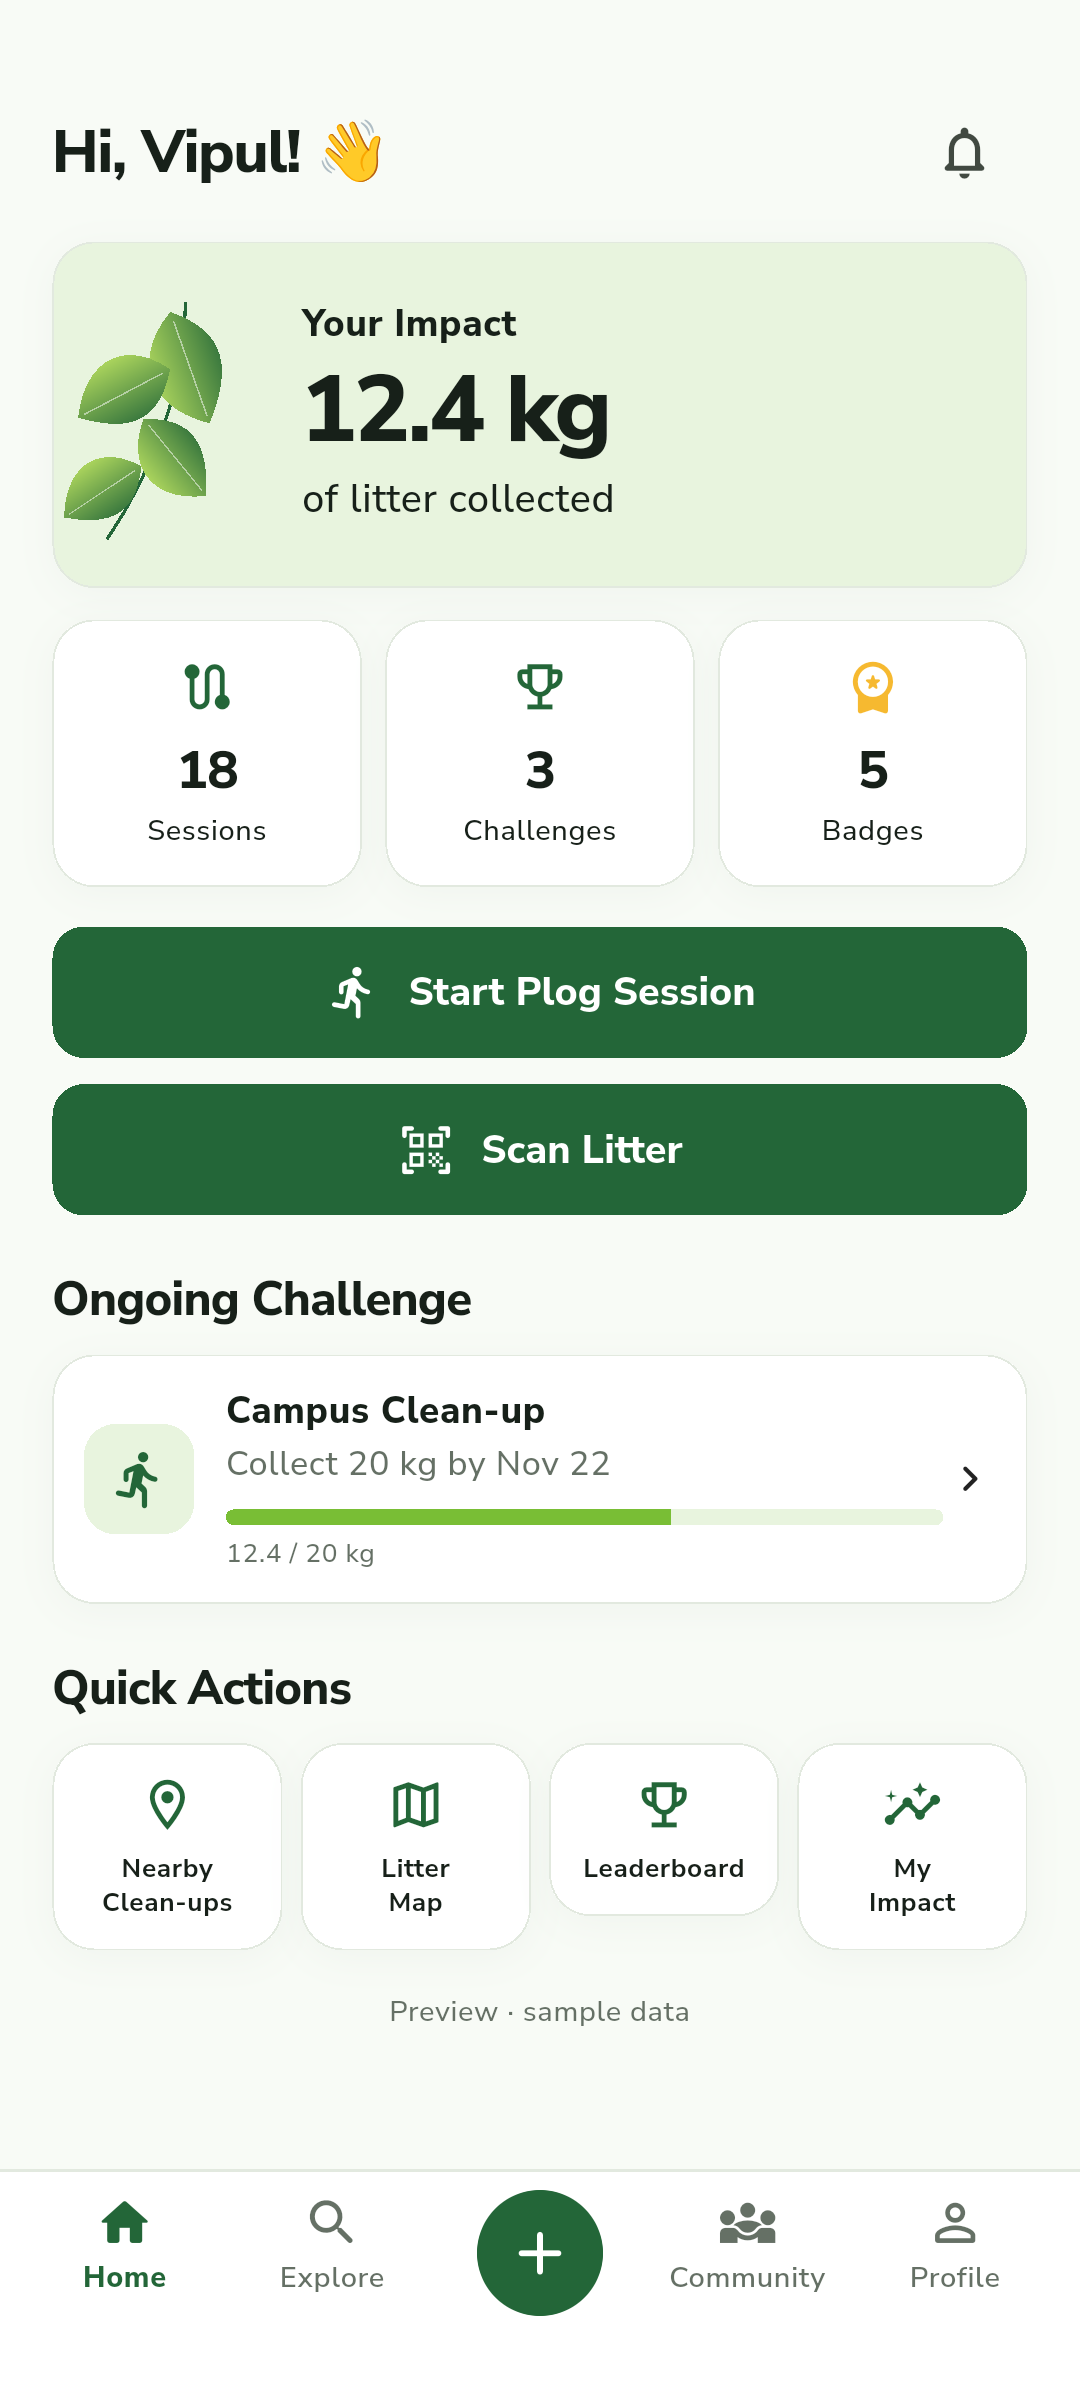 Hi, Vipul! 👋
Your Impact
12.4 kg
of litter collected
18
Sessions
3
Challenges
5
Badges
Start Plog Session
Scan Litter
Ongoing Challenge
Campus Clean-up
Collect 20 kg by Nov 22
12.4 / 20 kg
Quick Actions
Nearby
Clean-ups
Litter
Map
Leaderboard
My
Impact
Preview · sample data
Home
Explore
Community
Profile